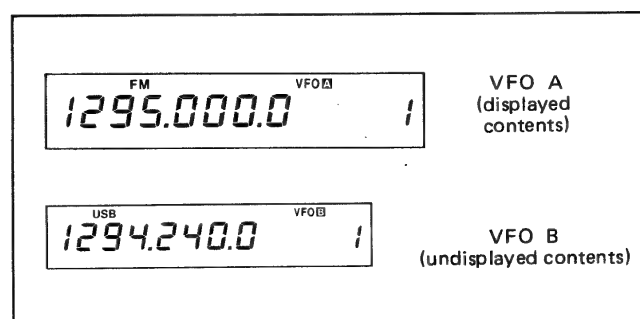 FM VFO A
1295.000.0 1
VFO A
(displayed
contents)
USB VFO B
1294.240.0 1
VFO B
(undisplayed contents)